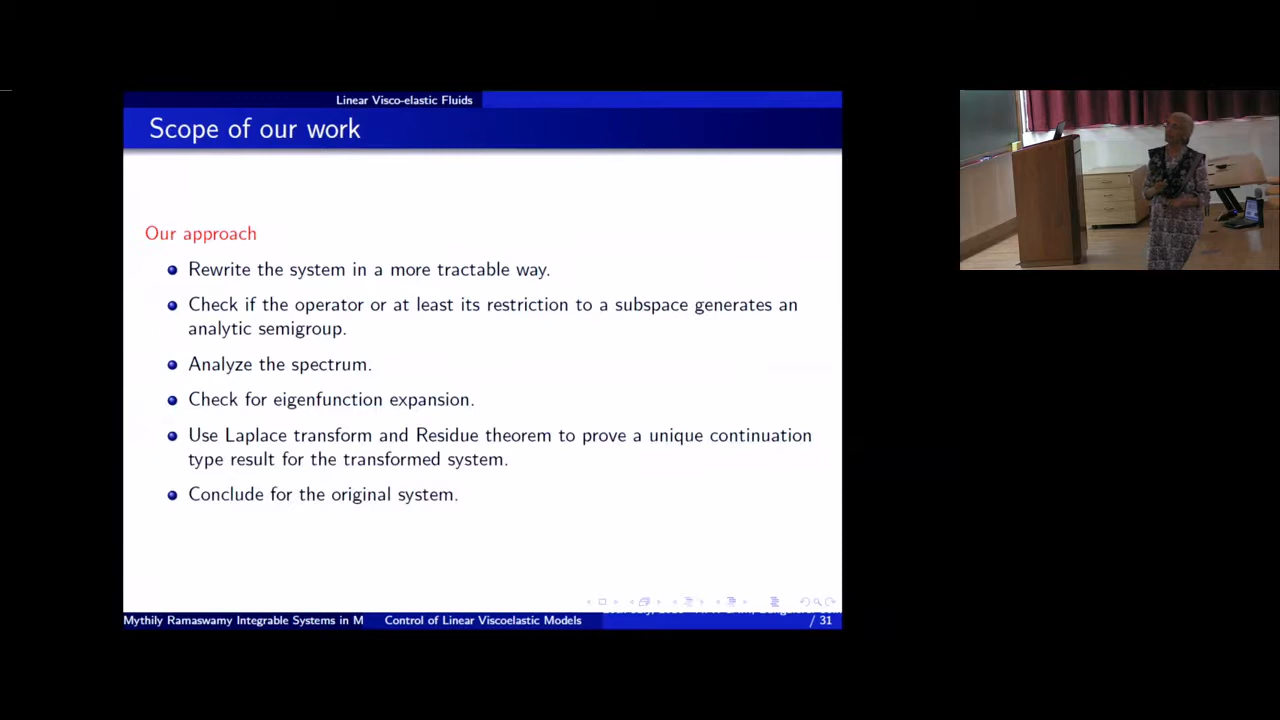 Linear Visco-elastic Fluids
Scope of our work
Our approach
Rewrite the system in a more tractable way.
Check if the operator or at least its restriction to a subspace generates an
analytic semigroup.
Analyze the spectrum.
Check for eigenfunction expansion.
Use Laplace transform and Residue theorem to prove a unique continuation
type result for the transformed system.
Conclude for the original system.
Mythily Ramaswamy Integrable Systems in M Control of Linear Viscoelastic Models
/ 31